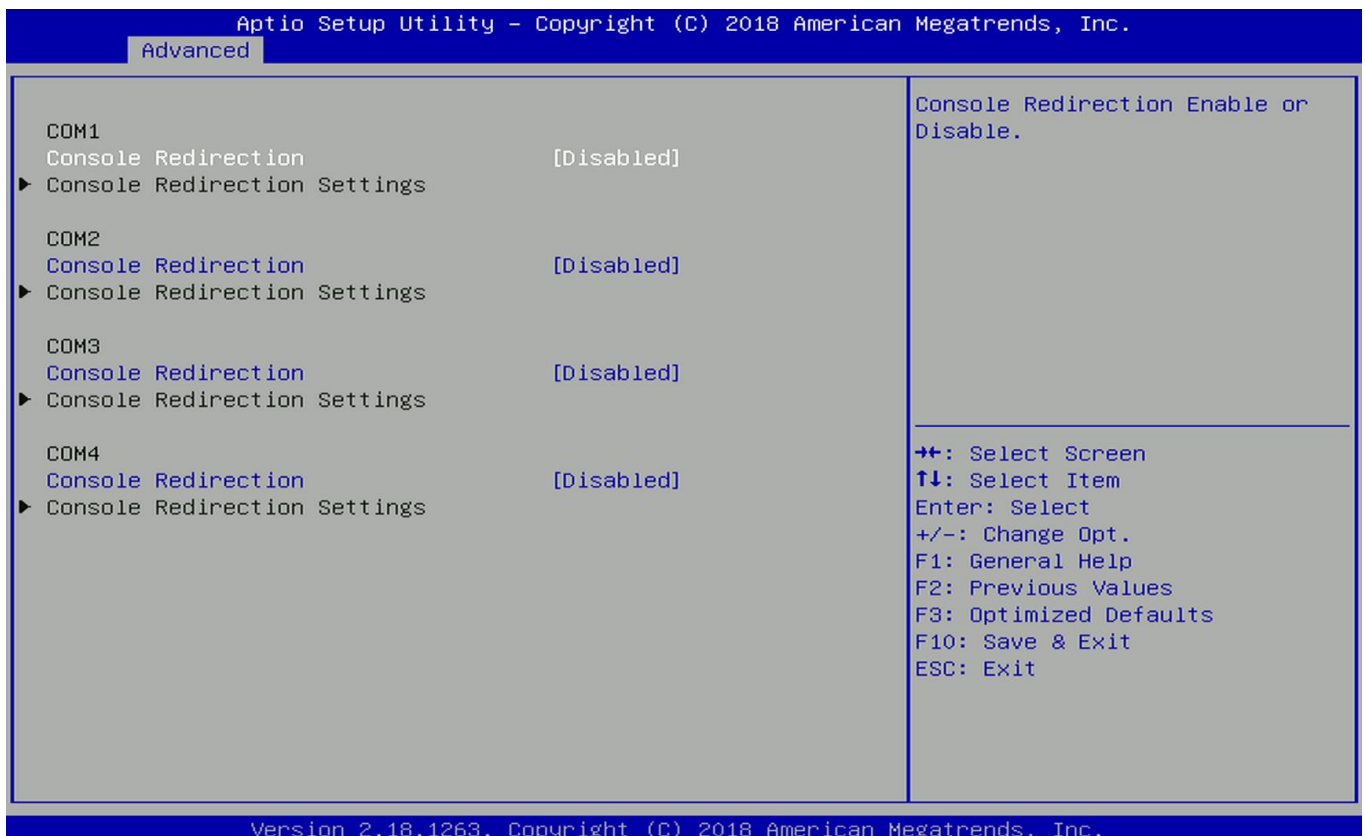 Aptio Setup Utility – Copyright (C) 2018 American Megatrends, Inc.
Advanced
COM1
Console Redirection [Disabled]
▶ Console Redirection Settings
COM2
Console Redirection [Disabled]
▶ Console Redirection Settings
COM3
Console Redirection [Disabled]
▶ Console Redirection Settings
COM4
Console Redirection [Disabled]
▶ Console Redirection Settings
Console Redirection Enable or
Disable.
→←: Select Screen
↑↓: Select Item
Enter: Select
+/-: Change Opt.
F1: General Help
F2: Previous Values
F3: Optimized Defaults
F10: Save & Exit
ESC: Exit
Version 2.18.1263. Copyright (C) 2018 American Megatrends, Inc.